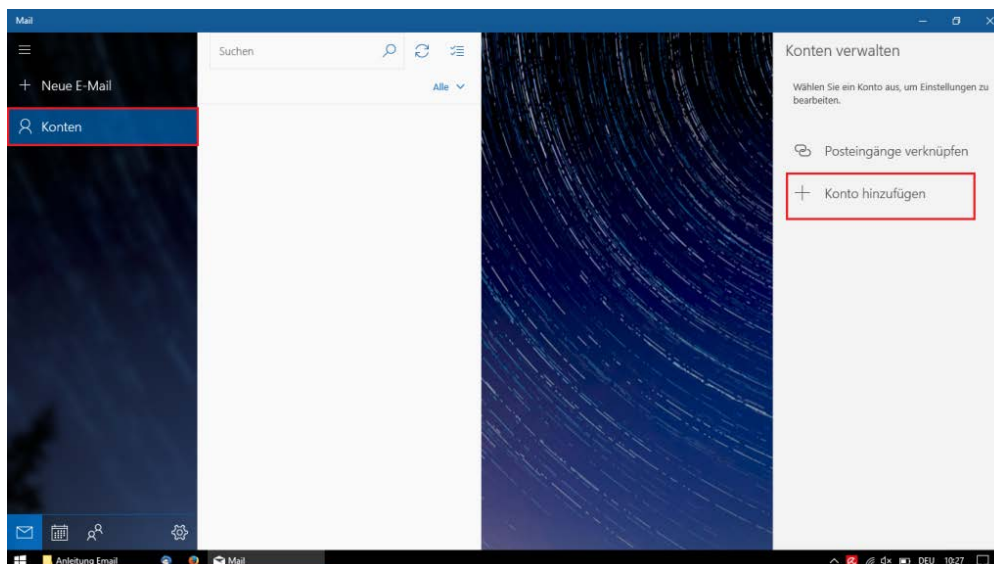 Mail
Neue E-Mail
Konten
Suchen
Alle
Konten verwalten
Wählen Sie ein Konto aus, um Einstellungen zu
bearbeiten.
Posteingänge verknüpfen
Konto hinzufügen
Anleitung Email
Mail
DEU
10:27